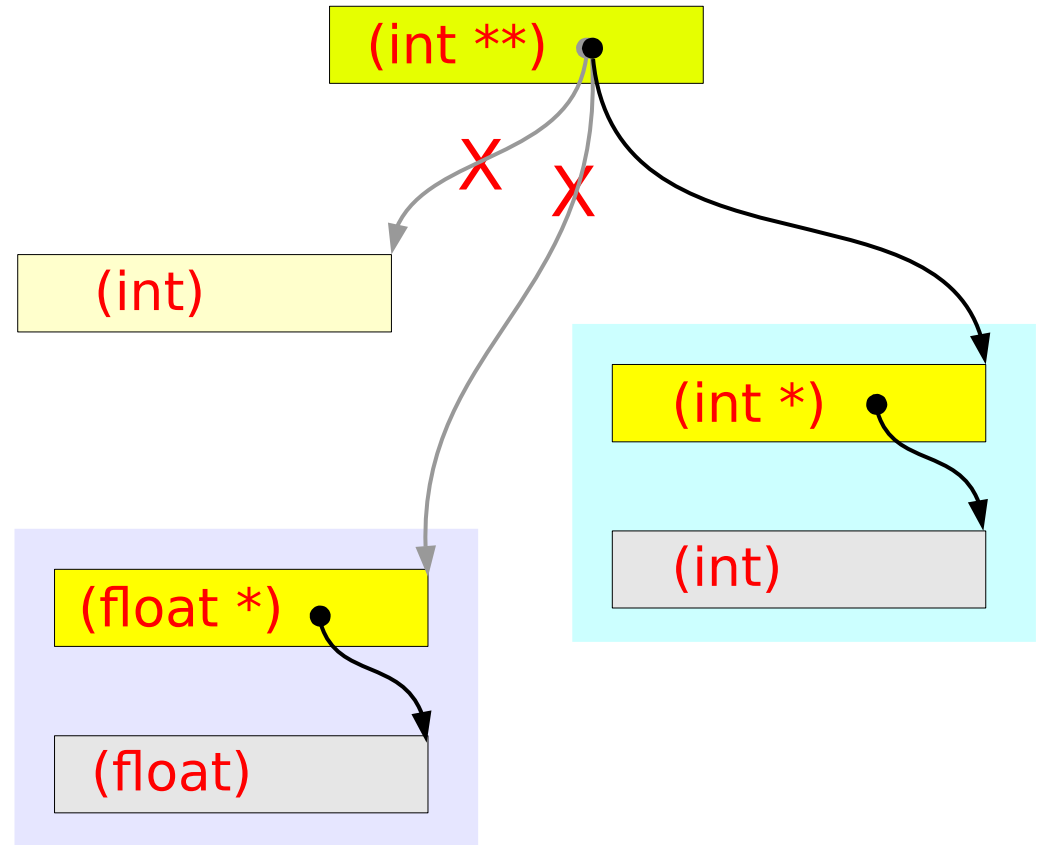 (int **)
X
X
(int)
(int *)
(int)
(float *)
(float)